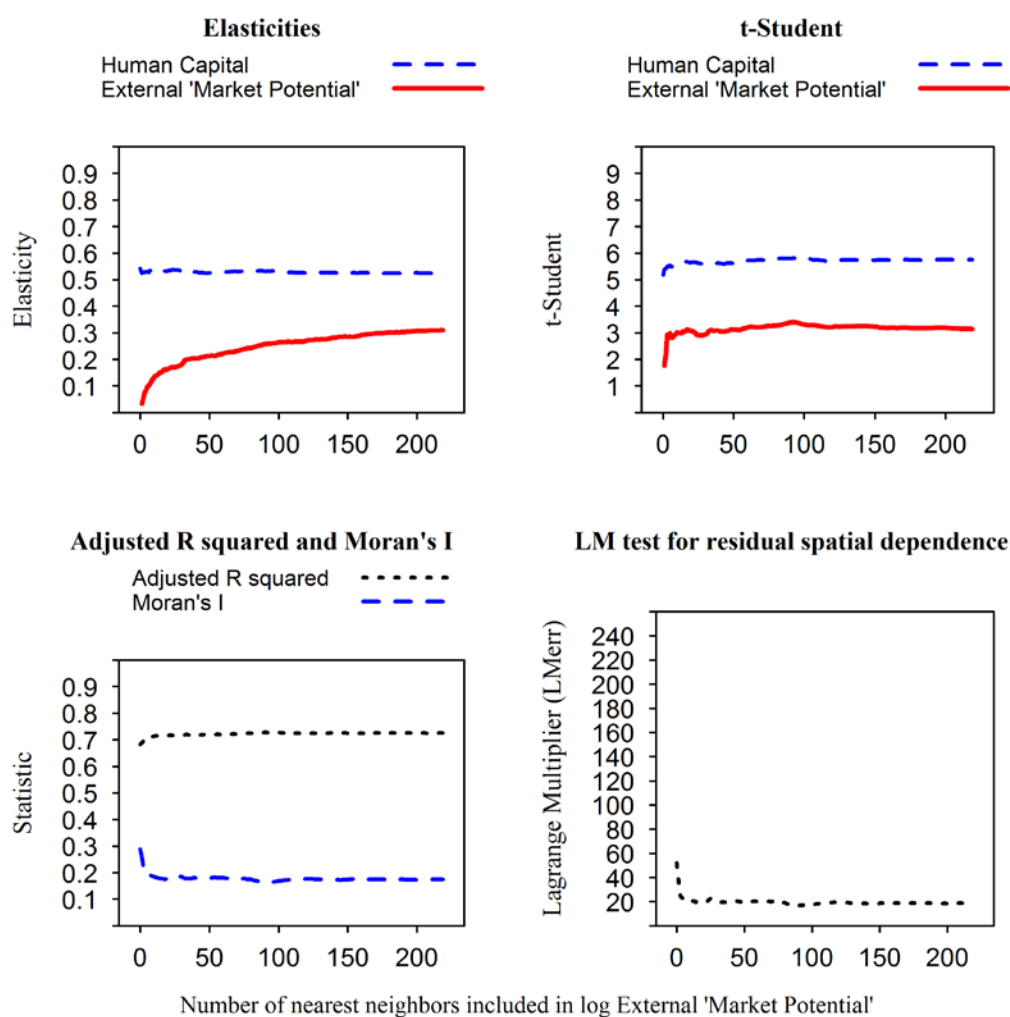 Elasticities
Human Capital
External 'Market Potential'
Elasticity
0.9
0.8
0.7
0.6
0.5
0.4
0.3
0.2
0.1
0 50 100 150 200
t-Student
Human Capital
External 'Market Potential'
t-Student
9
8
7
6
5
4
3
2
1
0 50 100 150 200
Adjusted R squared and Moran's I
Adjusted R squared
Moran's I
Statistic
0.9
0.8
0.7
0.6
0.5
0.4
0.3
0.2
0.1
0 50 100 150 200
LM test for residual spatial dependence
Lagrange Multiplier (LMerr)
240
220
200
180
160
140
120
100
80
60
40
20
0 50 100 150 200
Number of nearest neighbors included in log External 'Market Potential'